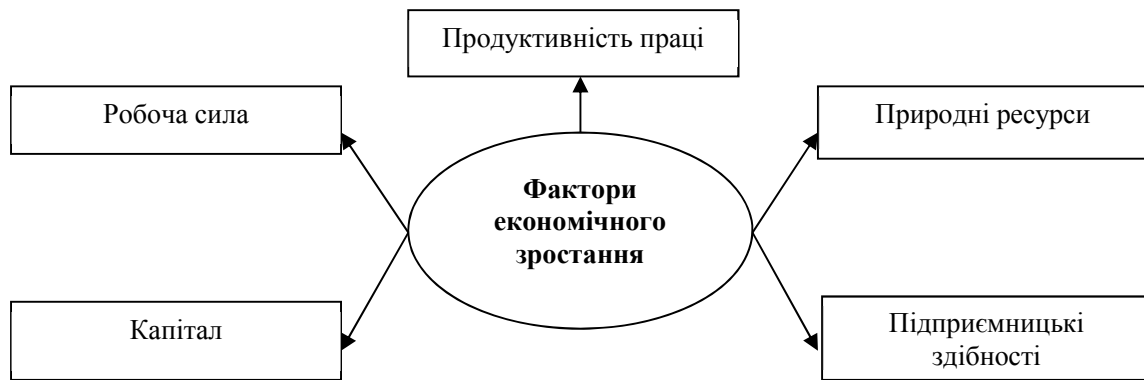 Продуктивність праці
Робоча сила
Природні ресурси
Фактори
економічного
зростання
Капітал
Підприємницькі
здібності